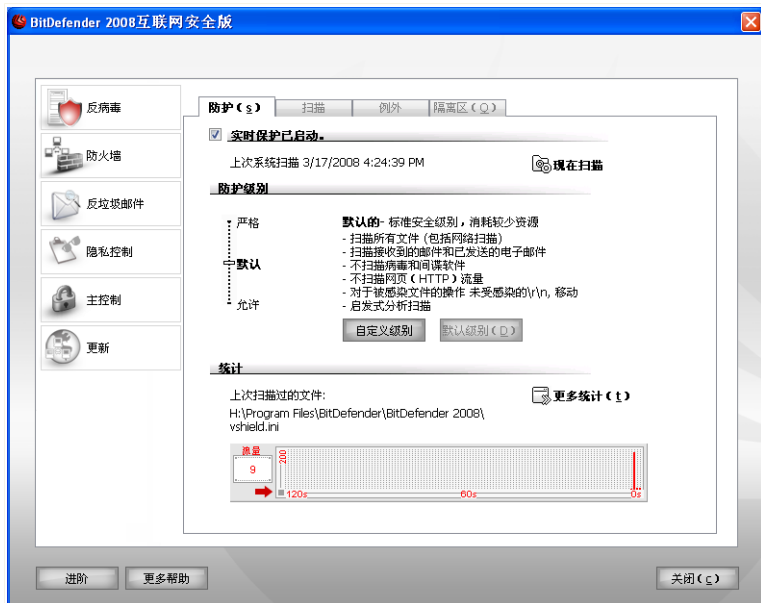 BitDefender 2008互联网安全版
反病毒
防火墙
反垃圾邮件
隐私控制
主控制
更新
防护(s) 扫描 例外 隔离区(Q)
实时保护已启动。
上次系统扫描 3/17/2008 4:24:39 PM 现在扫描
防护级别
严格
默认
允许
默认的- 标准安全级别，消耗较少资源
- 扫描所有文件 (包括网络扫描)
- 扫描接收到的邮件和已发送的电子邮件
- 不扫描病毒和间谍软件
- 不扫描网页(HTTP)流量
- 对于被感染文件的操作 未受感染的\r\n, 移动
- 启发式分析扫描
自定义级别 默认级别(D)
统计
上次扫描过的文件: 更多统计(t)
H:\Program Files\BitDefender\BitDefender 2008\
vshield.ini
流量
9
200
120s 60s 0s
进阶 更多帮助 关闭(c)